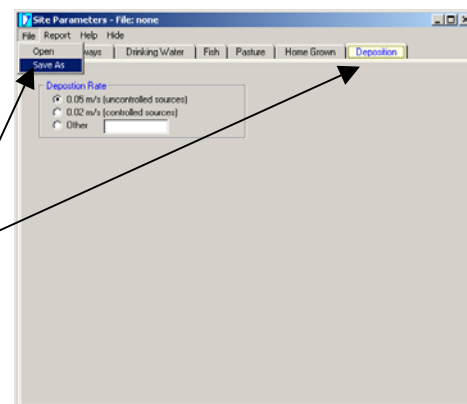 Site Parameters - File: none
File Report Help Hide
Open
ways Drinking Water Fish Pasture Home Grown Deposition
Save As
Depostion Rate
0.05 m/s (uncontrolled sources)
0.02 m/s (controlled sources)
Other